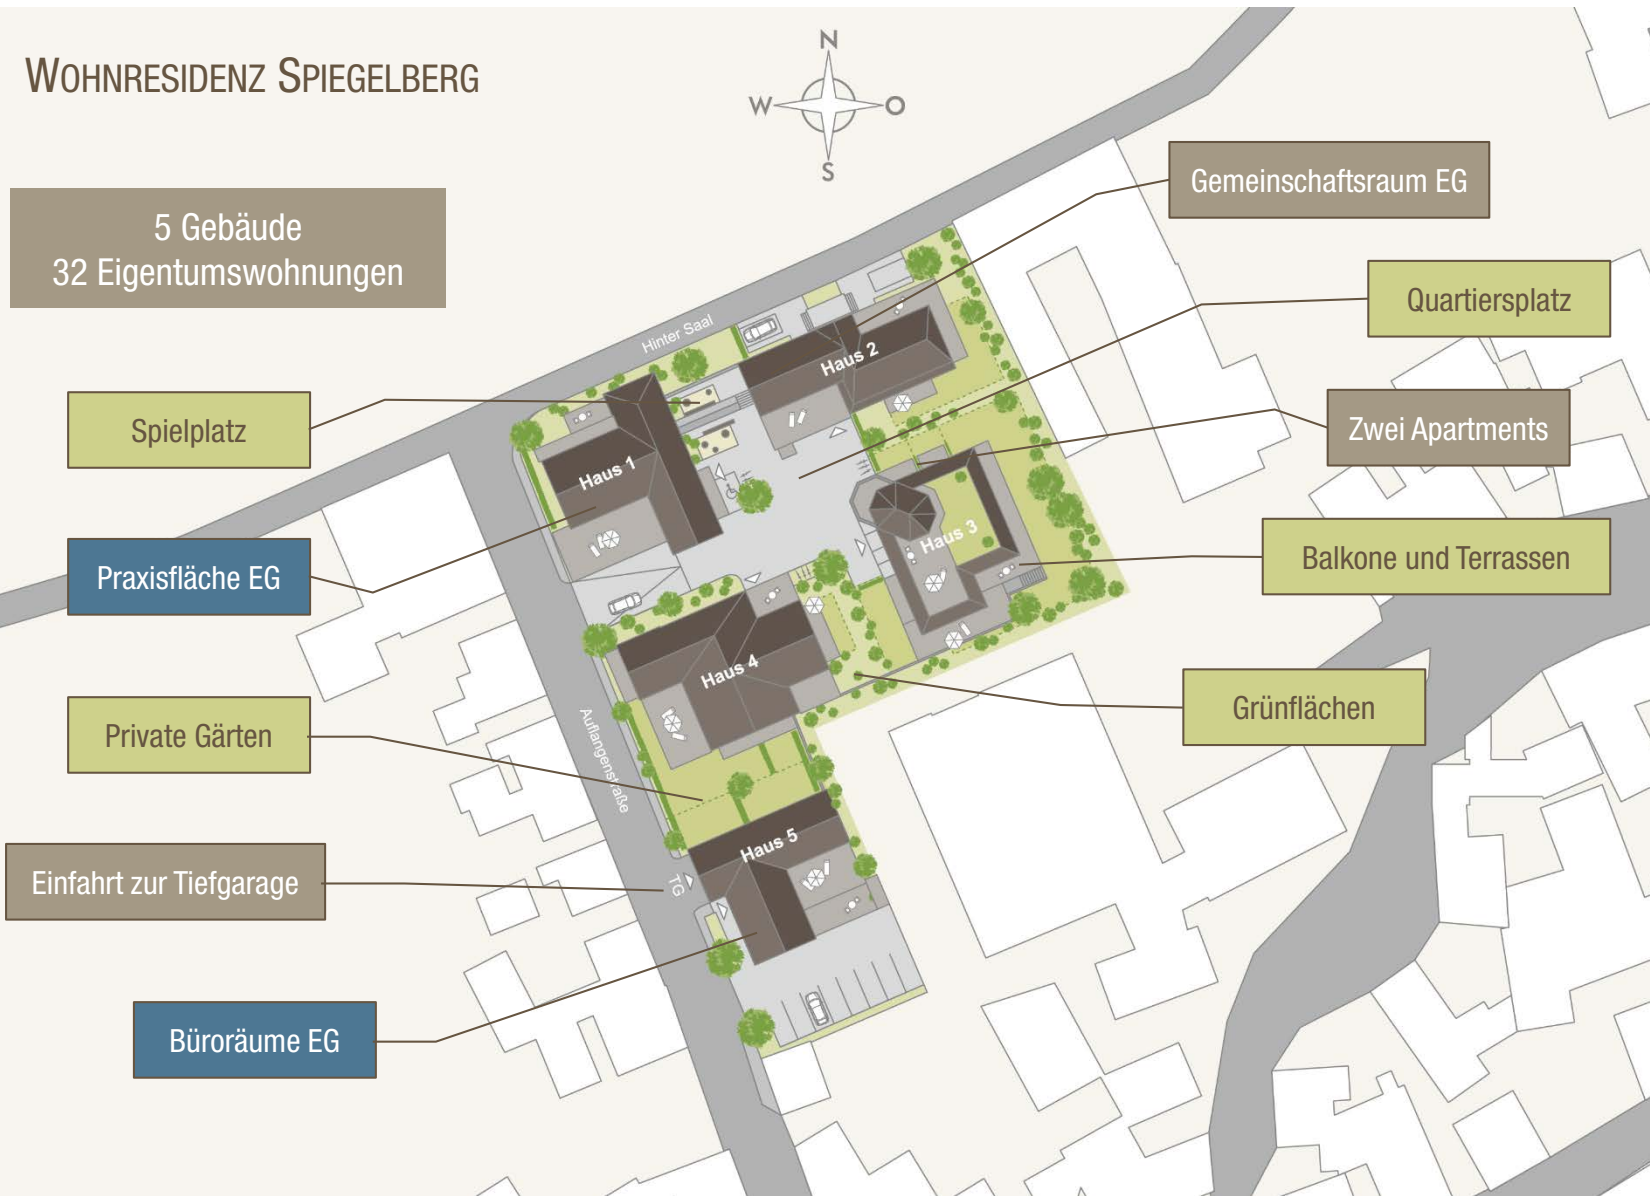 WOHNRESIDENZ SPIEGELBERG
N
W O
S
5 Gebäude
32 Eigentumswohnungen
Gemeinschaftsraum EG
Quartiersplatz
Hinter Saal
Haus 2
Spielplatz
Zwei Apartments
Haus 1
Haus 3
Praxisfläche EG
Balkone und Terrassen
Haus 4
Private Gärten
Grünflächen
Auflangenstraße
Haus 5
Einfahrt zur Tiefgarage
TG
Büroräume EG